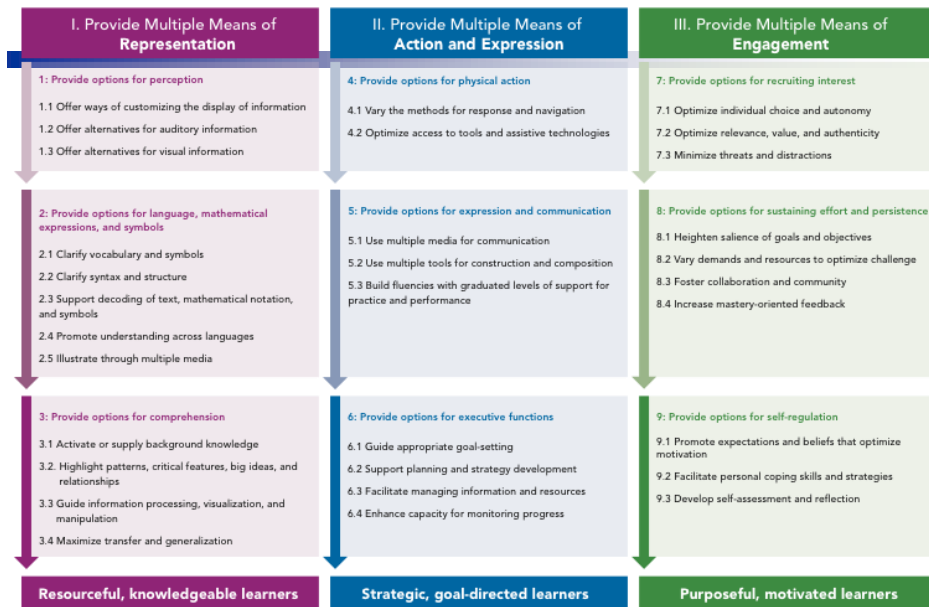 I. Provide Multiple Means of
Representation
1: Provide options for perception
1.1 Offer ways of customizing the display of information
1.2 Offer alternatives for auditory information
1.3 Offer alternatives for visual information
2: Provide options for language, mathematical
expressions, and symbols
2.1 Clarify vocabulary and symbols
2.2 Clarify syntax and structure
2.3 Support decoding of text, mathematical notation,
and symbols
2.4 Promote understanding across languages
2.5 Illustrate through multiple media
3: Provide options for comprehension
3.1 Activate or supply background knowledge
3.2. Highlight patterns, critical features, big ideas, and
relationships
3.3 Guide information processing, visualization, and
manipulation
3.4 Maximize transfer and generalization
Resourceful, knowledgeable learners
II. Provide Multiple Means of
Action and Expression
4: Provide options for physical action
4.1 Vary the methods for response and navigation
4.2 Optimize access to tools and assistive technologies
5: Provide options for expression and communication
5.1 Use multiple media for communication
5.2 Use multiple tools for construction and composition
5.3 Build fluencies with graduated levels of support for
practice and performance
6: Provide options for executive functions
6.1 Guide appropriate goal-setting
6.2 Support planning and strategy development
6.3 Facilitate managing information and resources
6.4 Enhance capacity for monitoring progress
Strategic, goal-directed learners
III. Provide Multiple Means of
Engagement
7: Provide options for recruiting interest
7.1 Optimize individual choice and autonomy
7.2 Optimize relevance, value, and authenticity
7.3 Minimize threats and distractions
8: Provide options for sustaining effort and persistence
8.1 Heighten salience of goals and objectives
8.2 Vary demands and resources to optimize challenge
8.3 Foster collaboration and community
8.4 Increase mastery-oriented feedback
9: Provide options for self-regulation
9.1 Promote expectations and beliefs that optimize
motivation
9.2 Facilitate personal coping skills and strategies
9.3 Develop self-assessment and reflection
Purposeful, motivated learners